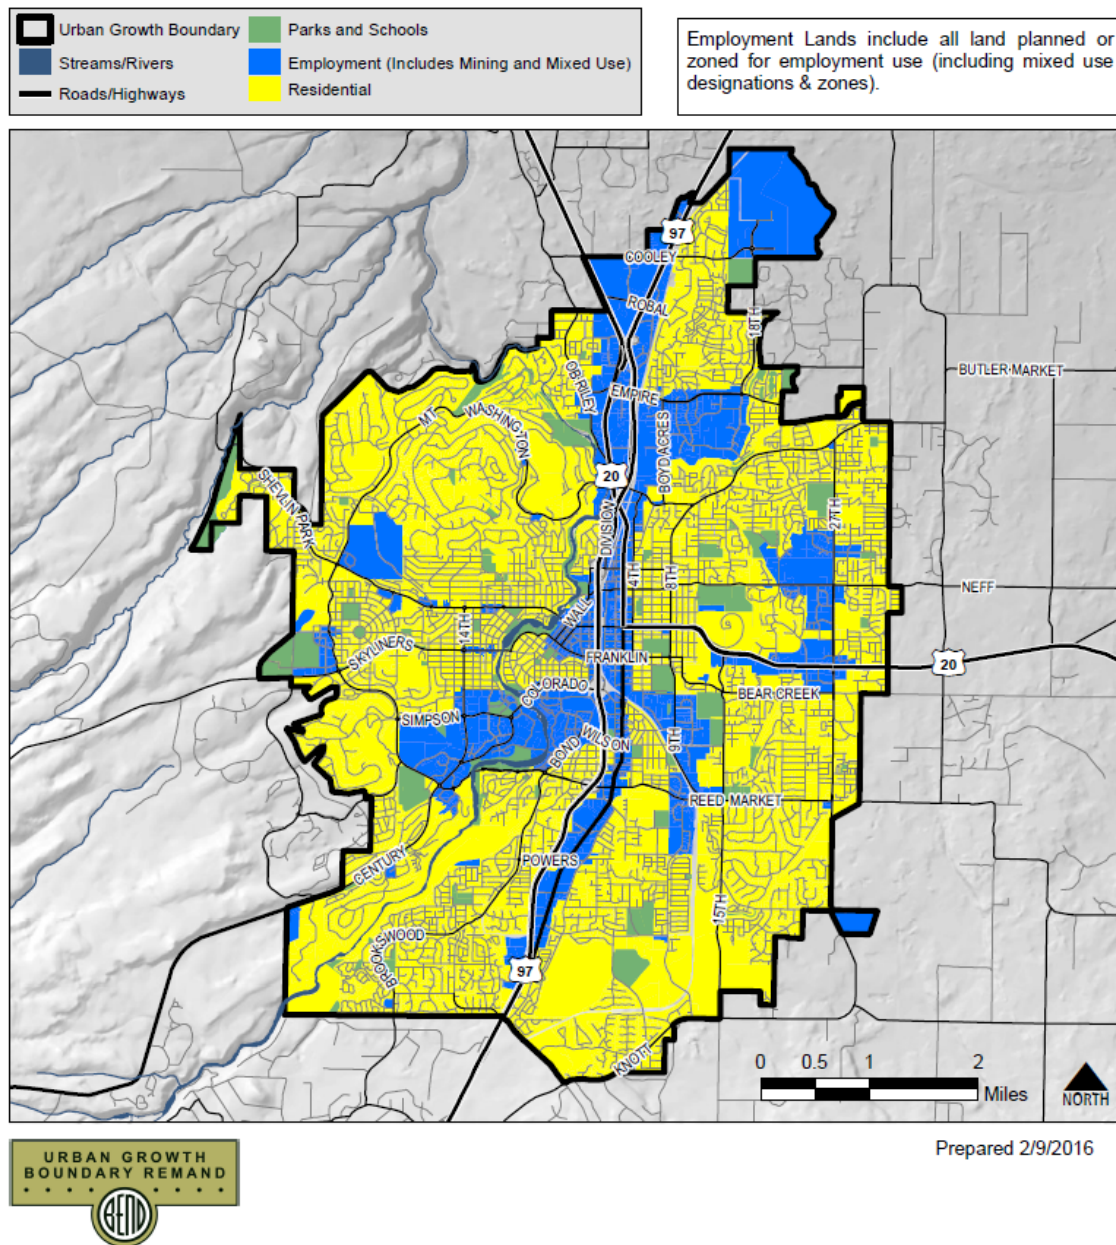 Urban Growth Boundary
Streams/Rivers
Roads/Highways
Parks and Schools
Employment (Includes Mining and Mixed Use)
Residential
Employment Lands include all land planned or
zoned for employment use (including mixed use
designations & zones).
97
COOLEY
ROBAL
18TH
BUTLER MARKET
OB RILEY
EMPIRE
MT WASHINGTON
20
BOYD ACRES
SHEVLIN PARK
DIVISION
27TH
4TH
8TH
NEFF
WALL
14TH
SKYLINERS
FRANKLIN
20
COLORADO
BEAR CREEK
SIMPSON
WILSON
BOND
9TH
REED MARKET
CENTURY
POWERS
15TH
BROOKSWOOD
97
KNOTT
0 0.5 1 2
Miles
NORTH
Prepared 2/9/2016
URBAN GROWTH
BOUNDARY REMAND
BEND